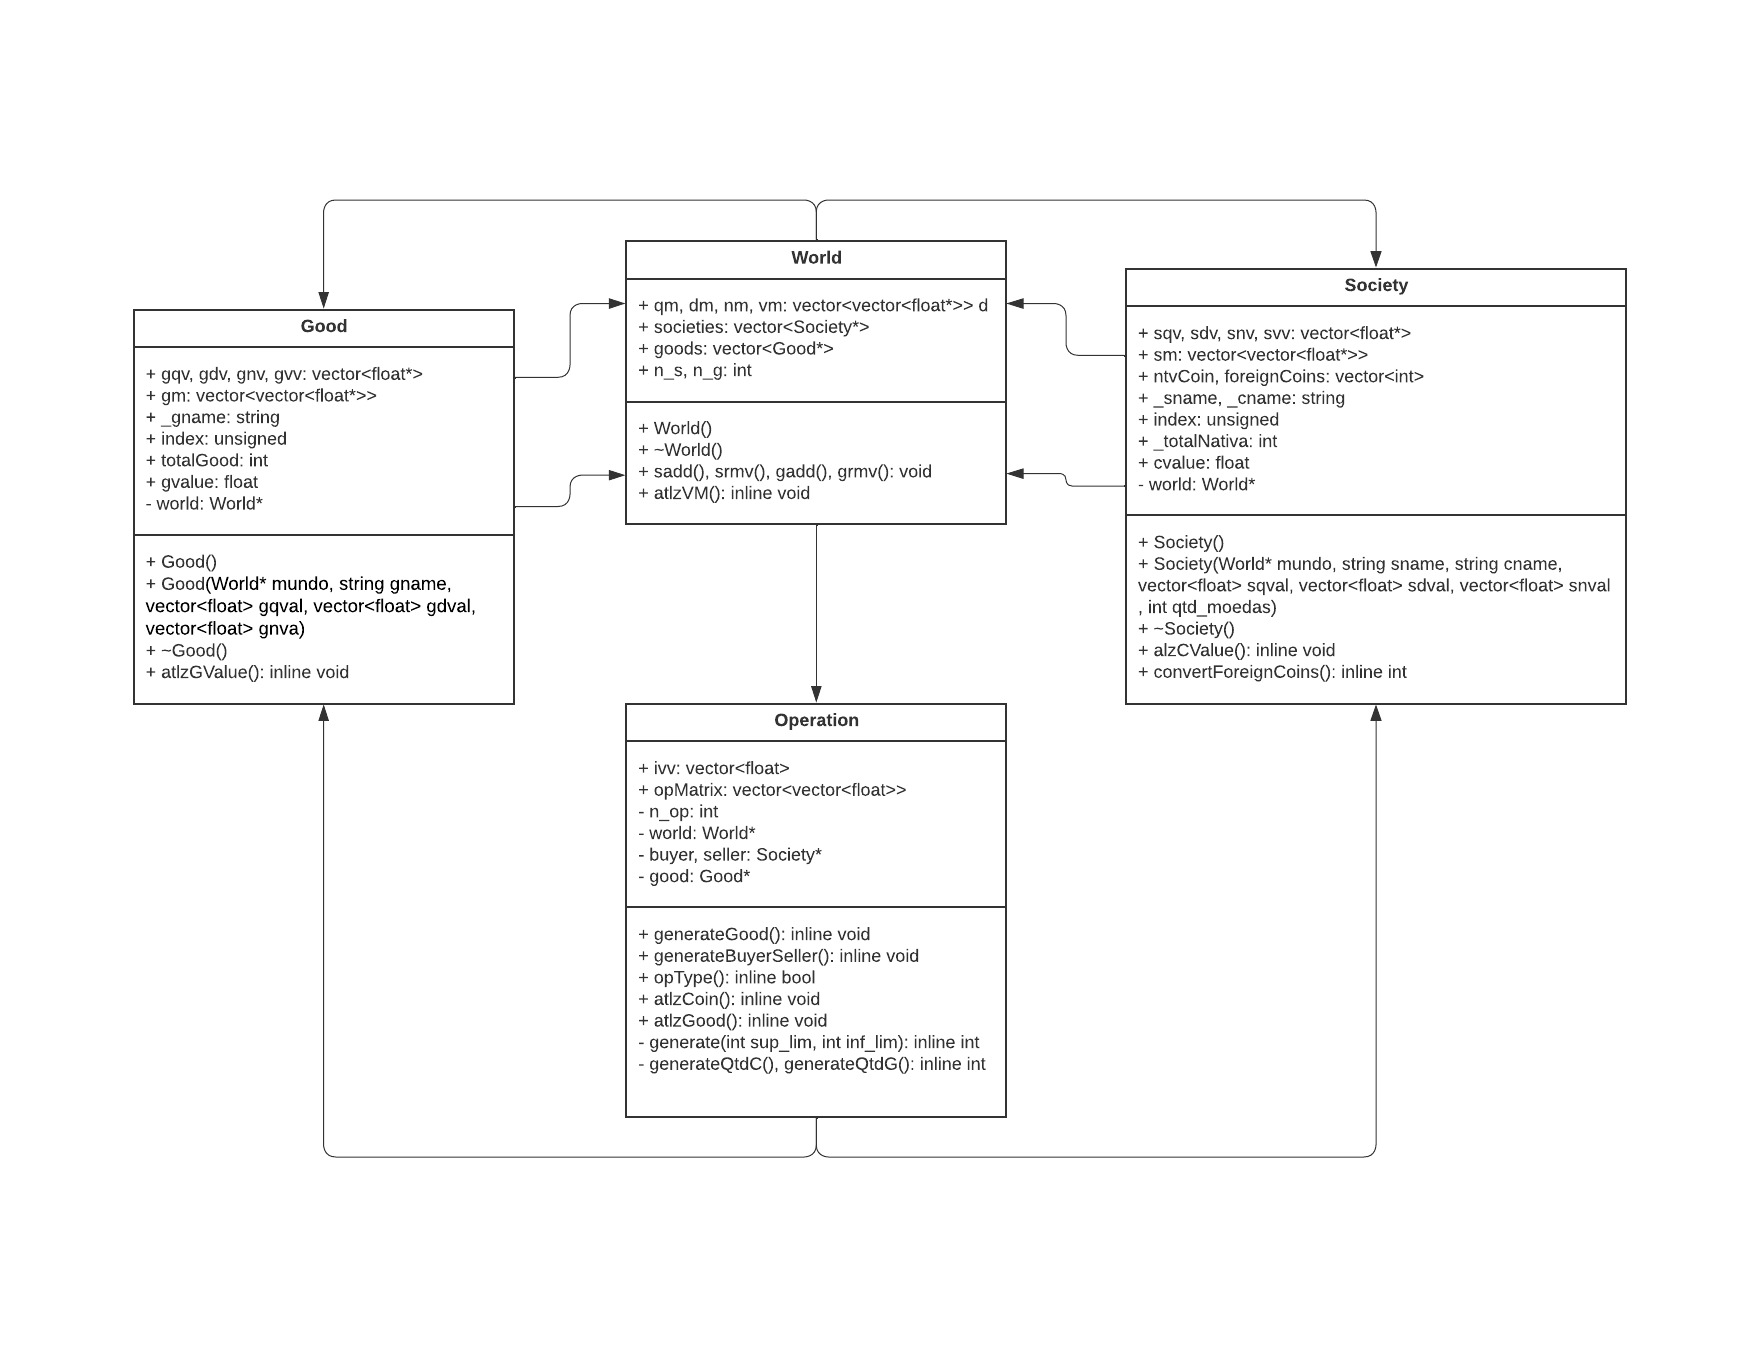 World
+ qm, dm, nm, vm: vector<vector<float*>> d
+ societies: vector<Society*>
+ goods: vector<Good*>
+ n_s, n_g: int
+ World()
+ ~World()
+ sadd(), srmv(), gadd(), grmv(): void
+ atlzVM(): inline void
Good
+ gqv, gdv, gnv, gvv: vector<float*>
+ gm: vector<vector<float*>>
+ _gname: string
+ index: unsigned
+ totalGood: int
+ gvalue: float
- world: World*
+ Good()
+ Good(World* mundo, string gname,
vector<float> gqval, vector<float> gdval,
vector<float> gnva)
+ ~Good()
+ atlzGValue(): inline void
Society
+ sqv, sdv, snv, svv: vector<float*>
+ sm: vector<vector<float*>>
+ ntvCoin, foreignCoins: vector<int>
+ _sname, _cname: string
+ index: unsigned
+ _totalNativa: int
+ cvalue: float
- world: World*
+ Society()
+ Society(World* mundo, string sname, string cname,
vector<float> sqval, vector<float> sdval, vector<float> snval
, int qtd_moedas)
+ ~Society()
+ alzCValue(): inline void
+ convertForeignCoins(): inline int
Operation
+ ivv: vector<float>
+ opMatrix: vector<vector<float>>
- n_op: int
- world: World*
- buyer, seller: Society*
- good: Good*
+ generateGood(): inline void
+ generateBuyerSeller(): inline void
+ opType(): inline bool
+ atlzCoin(): inline void
+ atlzGood(): inline void
- generate(int sup_lim, int inf_lim): inline int
- generateQtdC(), generateQtdG(): inline int